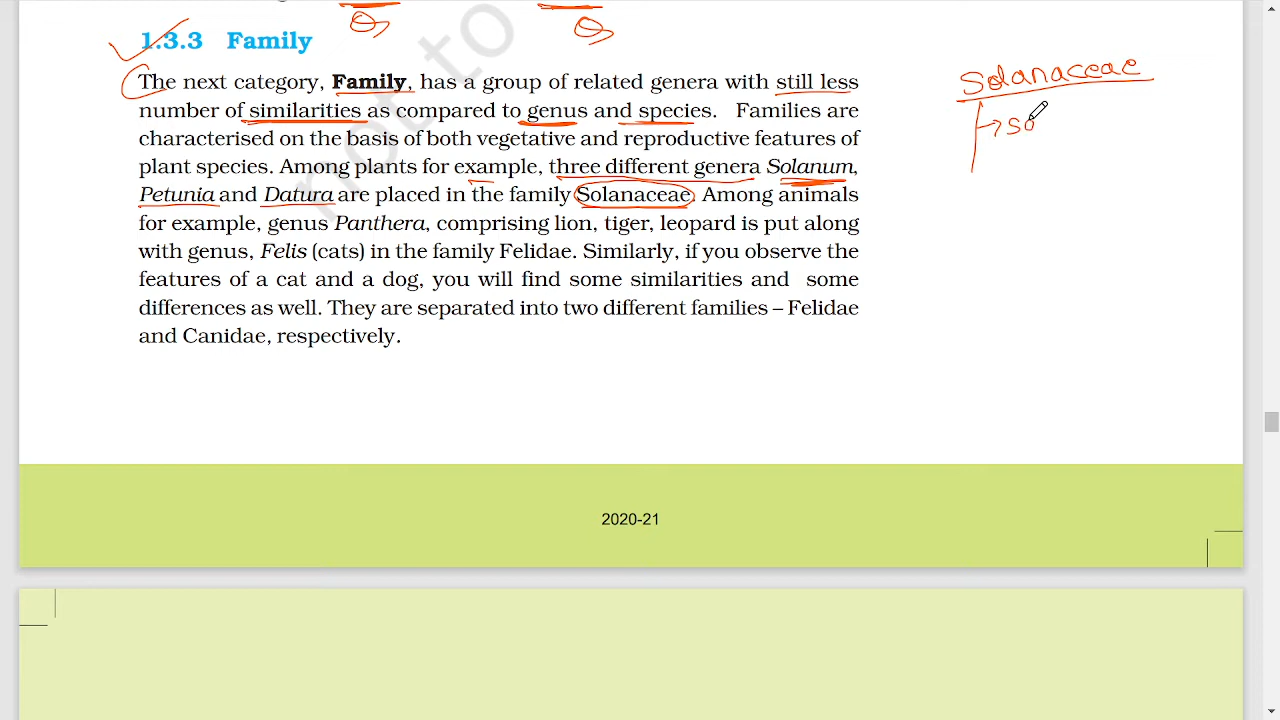 1.3.3 Family
The next category, Family, has a group of related genera with still less
number of similarities as compared to genus and species. Families are
characterised on the basis of both vegetative and reproductive features of
plant species. Among plants for example, three different genera Solanum,
Petunia and Datura are placed in the family Solanaceae. Among animals
for example, genus Panthera, comprising lion, tiger, leopard is put along
with genus, Felis (cats) in the family Felidae. Similarly, if you observe the
features of a cat and a dog, you will find some similarities and some
differences as well. They are separated into two different families – Felidae
and Canidae, respectively.
Solanaceae
→ so
not to
2020-21